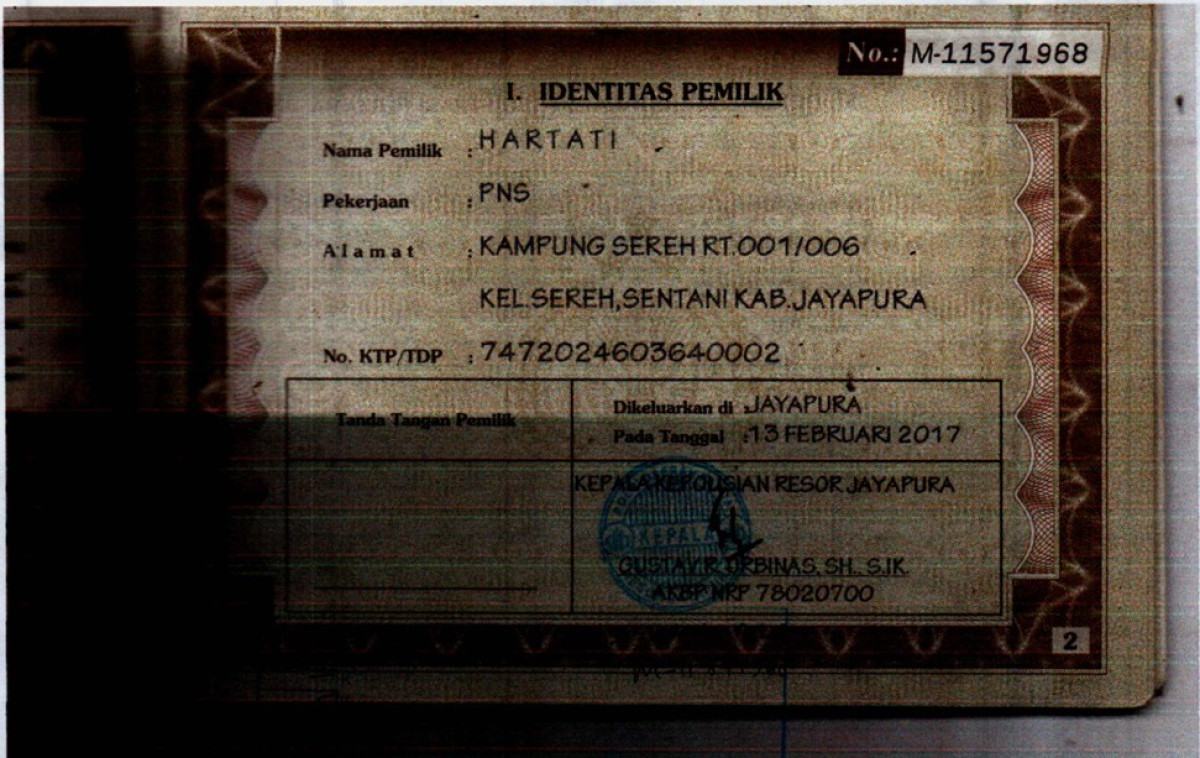 No.: M-11571968
I. IDENTITAS PEMILIK
Nama Pemilik : HARTATI
Pekerjaan : PNS
Alamat : KAMPUNG SEREH RT.001/006
KEL.SEREH,SENTANI KAB.JAYAPURA
No. KTP/TDP : 7472024603640002
Tanda Tangan Pemilik
Dikeluarkan di : JAYAPURA
Pada Tanggal : 13 FEBRUARI 2017
KEPALA KEPOLISIAN RESOR JAYAPURA
KEPALA
GUSTAV R URBINAS, SH., S.IK.
AKBP NRP 78020700
2